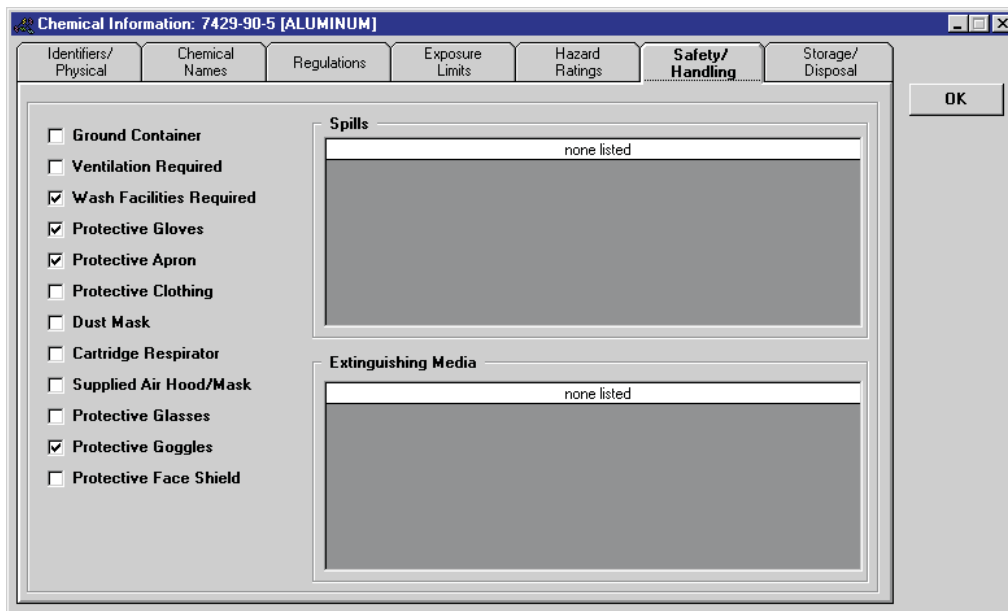 Chemical Information: 7429-90-5 [ALUMINUM]
Identifiers/
Physical
Chemical
Names
Regulations
Exposure
Limits
Hazard
Ratings
Safety/
Handling
Storage/
Disposal
OK
Ground Container
Ventilation Required
Wash Facilities Required
Protective Gloves
Protective Apron
Protective Clothing
Dust Mask
Cartridge Respirator
Supplied Air Hood/Mask
Protective Glasses
Protective Goggles
Protective Face Shield
Spills
none listed
Extinguishing Media
none listed